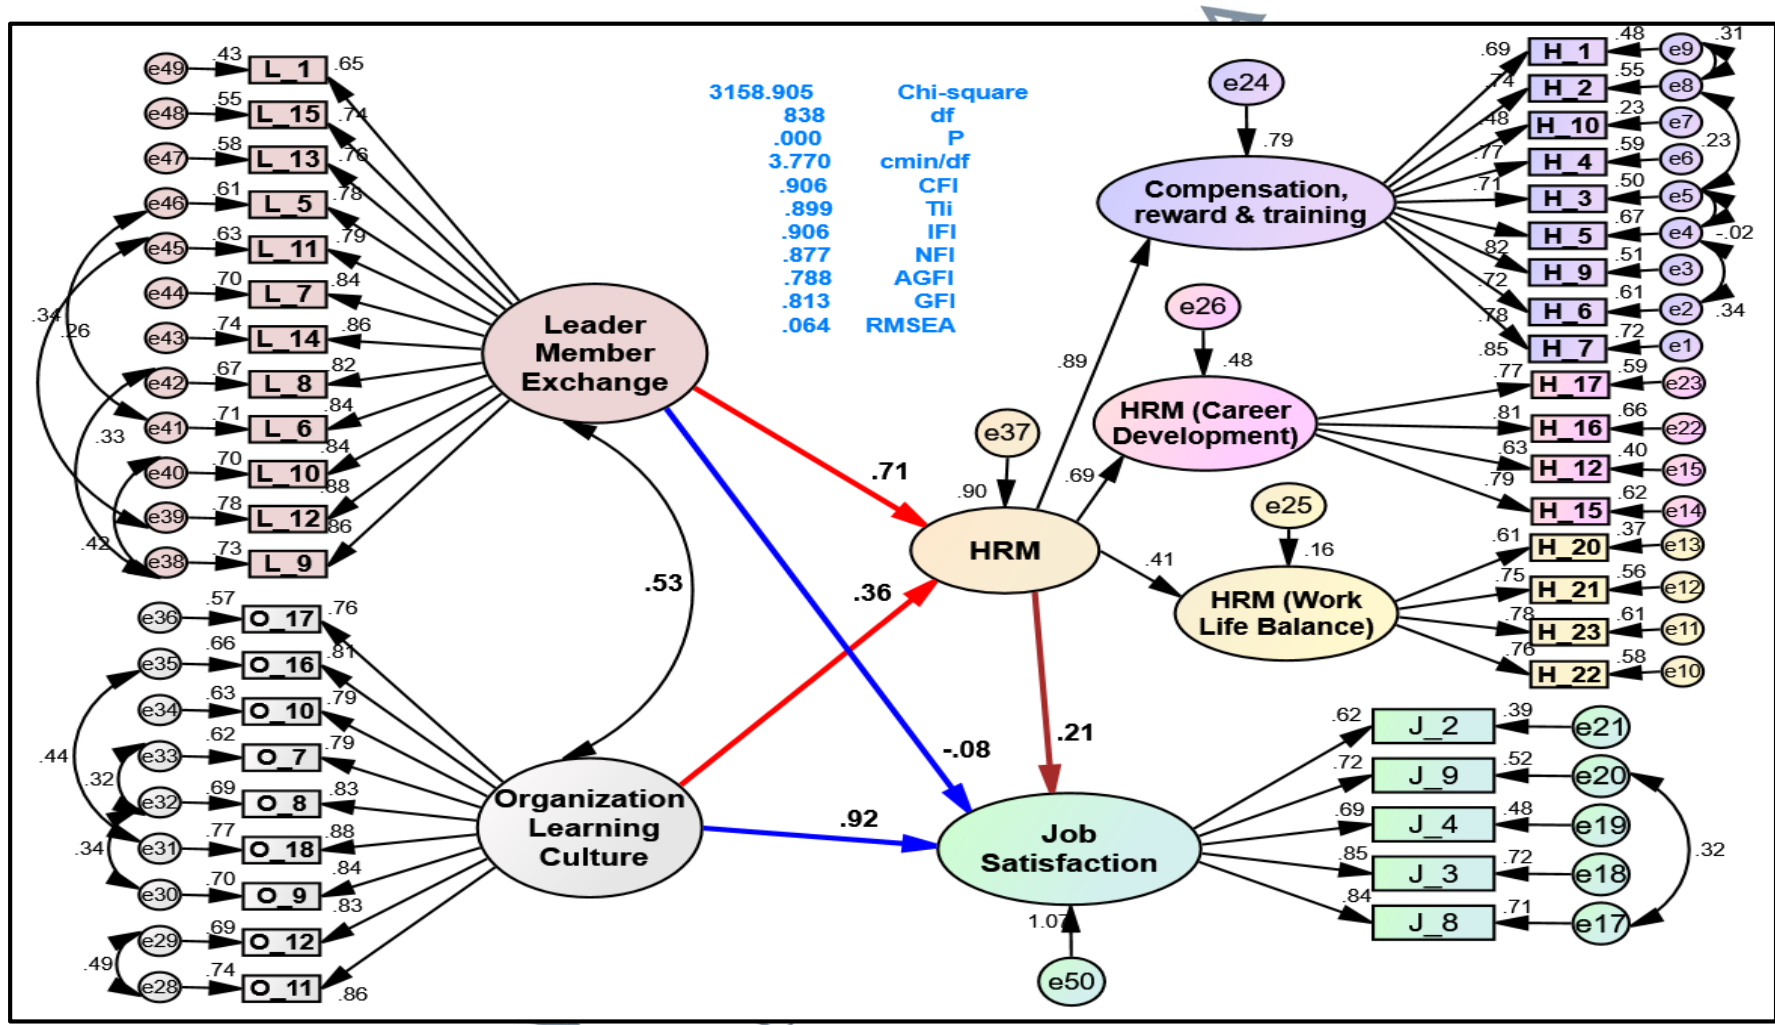 e49 .43 L_1 .65
e48 .55 L_15 .74
e47 .58 L_13 .76
e46 .61 L_5 .78
e45 .63 L_11 .79
e44 .70 L_7 .84
e43 .74 L_14 .86
e42 .67 L_8 .82
e41 .71 L_6 .84
e40 .70 L_10 .84
e39 .78 L_12 .88
e38 .73 L_9 .86
.34
.26
.33
.42
Leader
Member
Exchange
e36 .57 O_17 .76
e35 .66 O_16 .81
e34 .63 O_10 .79
e33 .62 O_7 .79
e32 .69 O_8 .83
e31 .77 O_18 .88
e30 .70 O_9 .84
e29 .69 O_12 .83
e28 .74 O_11 .86
.44
.32
.34
.49
Organization
Learning
Culture
.53
3158.905 Chi-square
838 df
.000 P
3.770 cmin/df
.906 CFI
.899 Tli
.906 IFI
.877 NFI
.788 AGFI
.813 GFI
.064 RMSEA
.71
.36
-.08
.92
.21
e37
.90
HRM
.89
.69
.41
e24
.79
Compensation,
reward & training
e26
.48
HRM (Career
Development)
e25
.16
HRM (Work
Life Balance)
Job
Satisfaction
1.07
e50
.69 H_1 .48 e9
.74 H_2 .55 e8
.48 H_10 .23 e7
.77 H_4 .59 e6
.71 H_3 .50 e5
.82 H_5 .67 e4
.72 H_9 .51 e3
.78 H_6 .61 e2
.85 H_7 .72 e1
.31
.23
-.02
.34
.77 H_17 .59 e23
.81 H_16 .66 e22
.63 H_12 .40 e15
.79 H_15 .62 e14
.61 H_20 .37 e13
.75 H_21 .56 e12
.78 H_23 .61 e11
.76 H_22 .58 e10
.62 J_2 .39 e21
.72 J_9 .52 e20
.69 J_4 .48 e19
.85 J_3 .72 e18
.84 J_8 .71 e17
.32